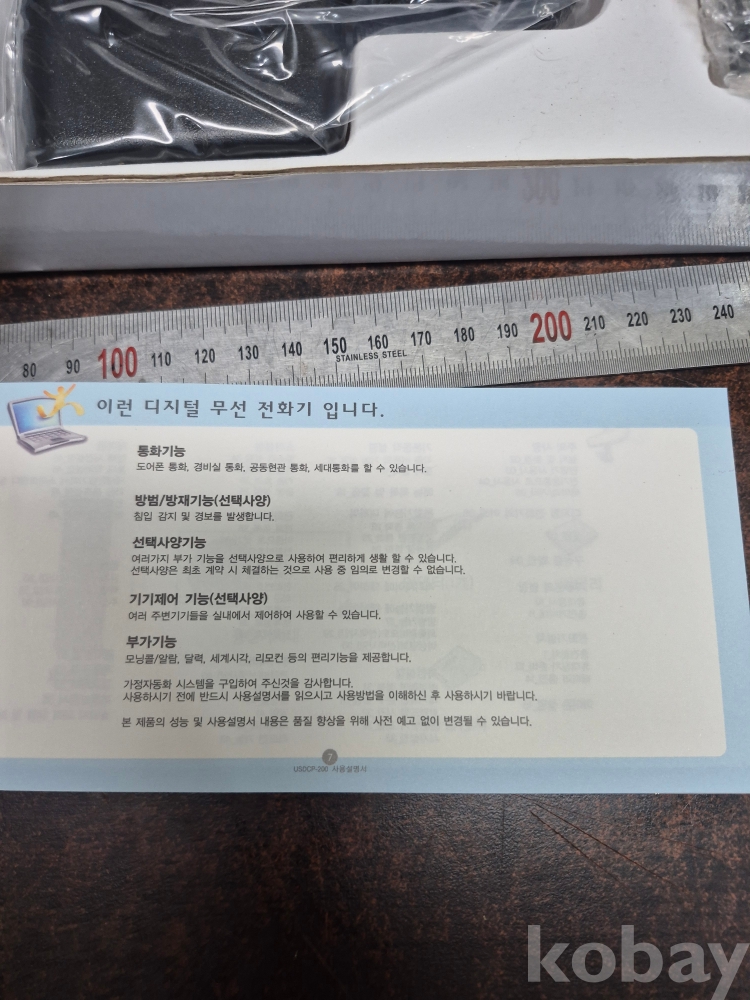 80 90 100 110 120 130 140 150 160 170 180 190 200 210 220 230 240
STAINLESS STEEL
이런 디지털 무선 전화기 입니다.
통화기능
도어폰 통화, 경비실 통화, 공동현관 통화, 세대통화를 할 수 있습니다.
방범/방재기능(선택사양)
침입 감지 및 경보를 발생합니다.
선택사양기능
여러가지 부가 기능을 선택사양으로 사용하여 편리하게 생활 할 수 있습니다.
선택사양은 최초 계약 시 체결하는 것으로 사용 중 임의로 변경할 수 없습니다.
기기제어 기능(선택사양)
여러 주변기기들을 실내에서 제어하여 사용할 수 있습니다.
부가기능
모닝콜/알람, 달력, 세계시각, 리모컨 등의 편리기능을 제공합니다.
가정자동화 시스템을 구입하여 주신것을 감사합니다.
사용하시기 전에 반드시 사용설명서를 읽으시고 사용방법을 이해하신 후 사용하시기 바랍니다.
본 제품의 성능 및 사용설명서 내용은 품질 향상을 위해 사전 예고 없이 변경될 수 있습니다.
7
USDCP-200 사용설명서
kobay